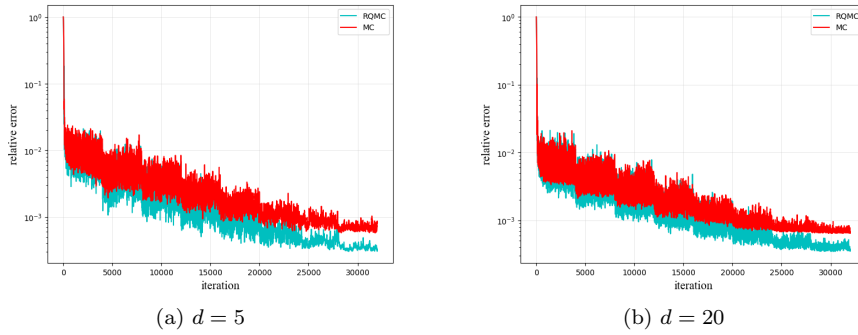 RQMC
MC
10⁰
10⁻¹
10⁻²
10⁻³
relative error
0 5000 10000 15000 20000 25000 30000
iteration
(a) d = 5
RQMC
MC
10⁰
10⁻¹
10⁻²
10⁻³
relative error
0 5000 10000 15000 20000 25000 30000
iteration
(b) d = 20